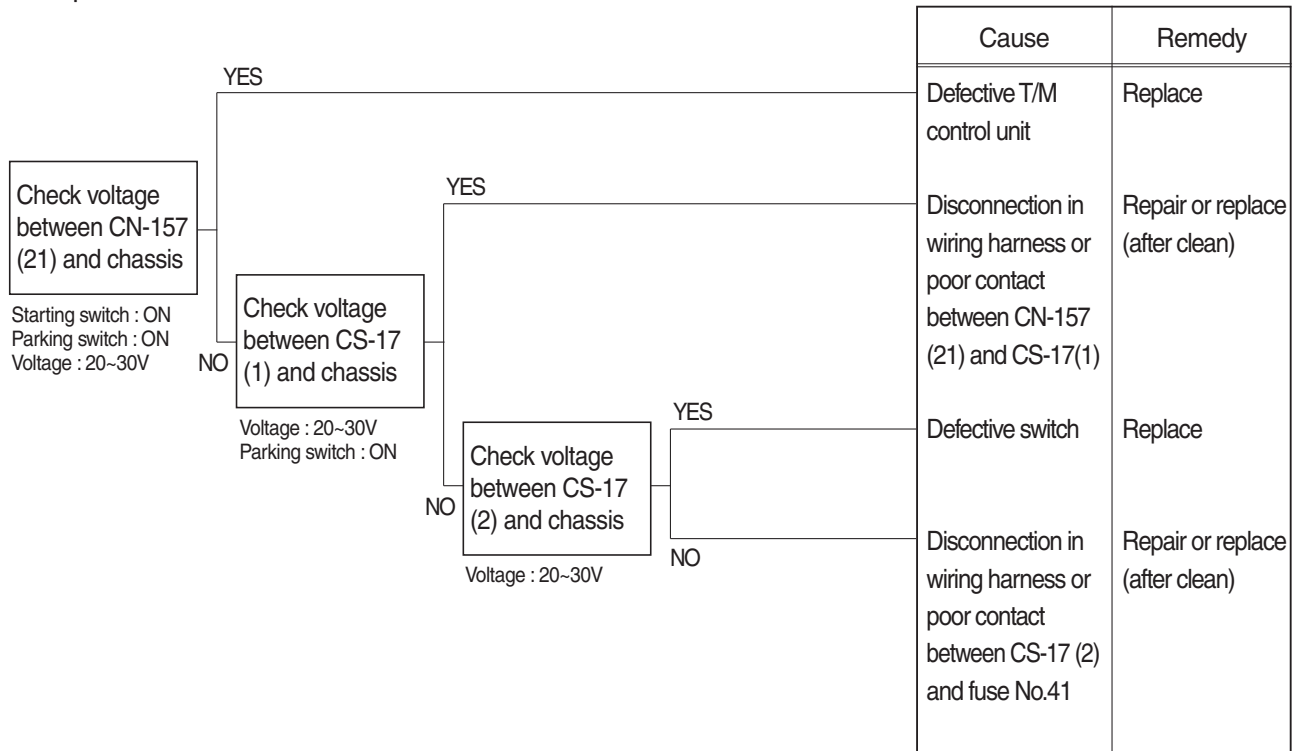 Cause
Remedy
YES
Defective T/M
control unit
Replace
Check voltage
between CN-157
(21) and chassis
Starting switch : ON
Parking switch : ON
Voltage : 20~30V
NO
YES
Disconnection in
wiring harness or
poor contact
between CN-157
(21) and CS-17(1)
Repair or replace
(after clean)
Check voltage
between CS-17
(1) and chassis
Voltage : 20~30V
Parking switch : ON
NO
YES
Defective switch
Replace
Check voltage
between CS-17
(2) and chassis
Voltage : 20~30V
NO
Disconnection in
wiring harness or
poor contact
between CS-17 (2)
and fuse No.41
Repair or replace
(after clean)